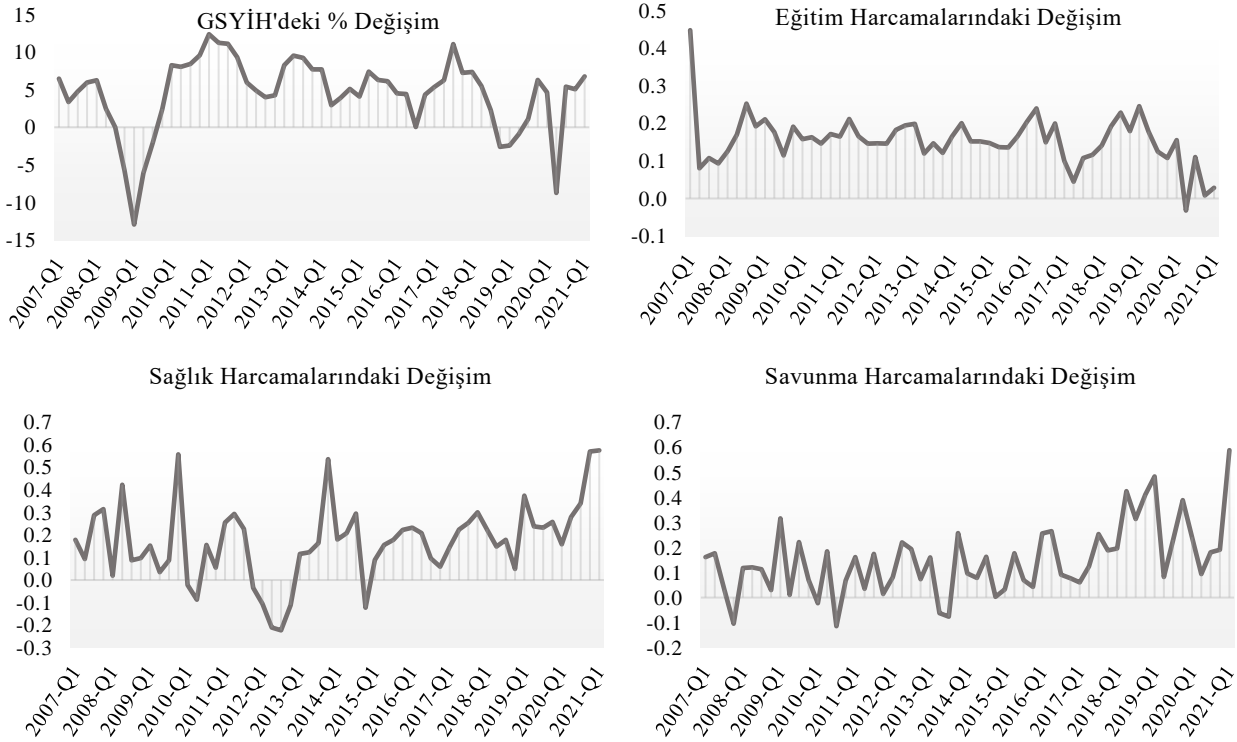 GSYİH'deki % Değişim
15
10
5
0
-5
-10
-15
2007-Q1
2008-Q1
2009-Q1
2010-Q1
2011-Q1
2012-Q1
2013-Q1
2014-Q1
2015-Q1
2016-Q1
2017-Q1
2018-Q1
2019-Q1
2020-Q1
2021-Q1
Eğitim Harcamalarındaki Değişim
0.5
0.4
0.3
0.2
0.1
0.0
-0.1
2007-Q1
2008-Q1
2009-Q1
2010-Q1
2011-Q1
2012-Q1
2013-Q1
2014-Q1
2015-Q1
2016-Q1
2017-Q1
2018-Q1
2019-Q1
2020-Q1
2021-Q1
Sağlık Harcamalarındaki Değişim
0.7
0.6
0.5
0.4
0.3
0.2
0.1
0.0
-0.1
-0.2
-0.3
2007-Q1
2008-Q1
2009-Q1
2010-Q1
2011-Q1
2012-Q1
2013-Q1
2014-Q1
2015-Q1
2016-Q1
2017-Q1
2018-Q1
2019-Q1
2020-Q1
2021-Q1
Savunma Harcamalarındaki Değişim
0.7
0.6
0.5
0.4
0.3
0.2
0.1
0.0
-0.1
-0.2
2007-Q1
2008-Q1
2009-Q1
2010-Q1
2011-Q1
2012-Q1
2013-Q1
2014-Q1
2015-Q1
2016-Q1
2017-Q1
2018-Q1
2019-Q1
2020-Q1
2021-Q1